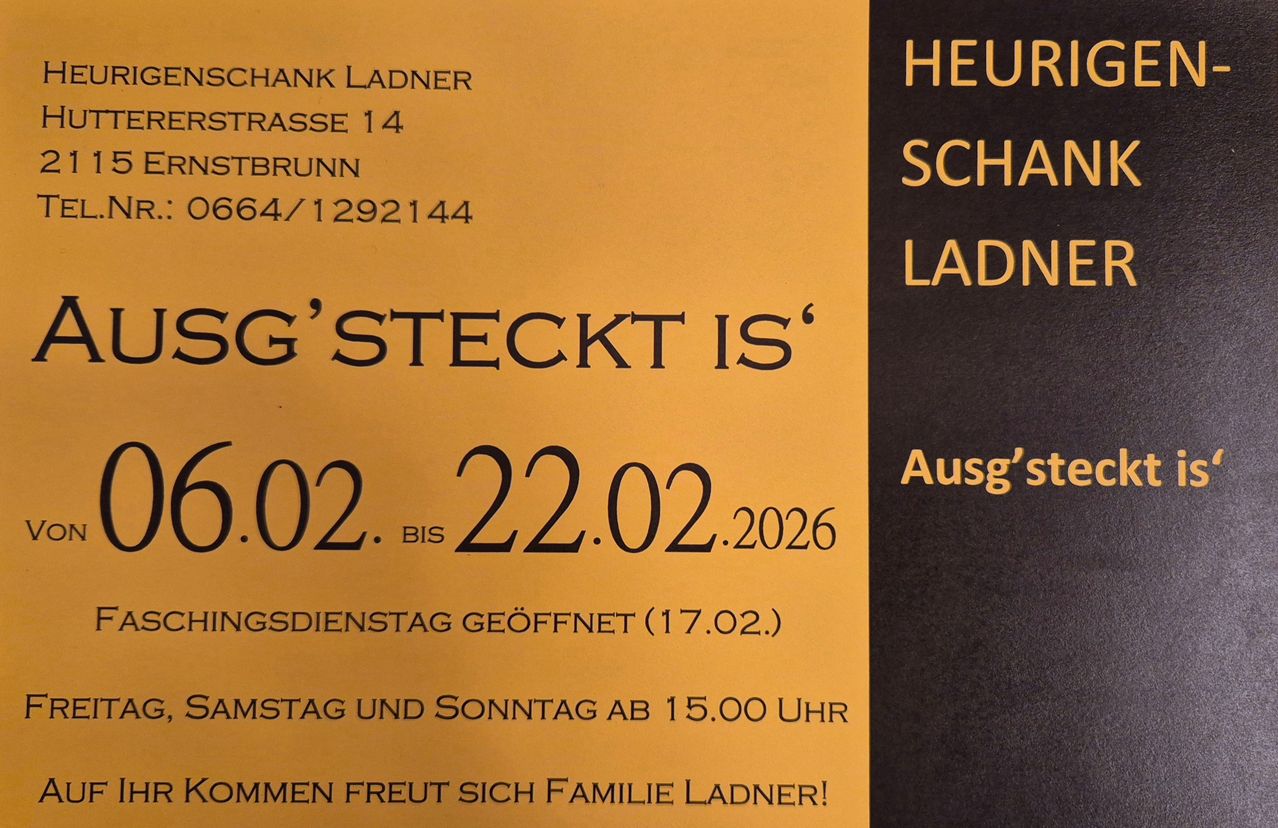 HEURIGENSCHANK LADNER
HUTTERERSTRASSE 14
2115 ERNSTBRUNN
TEL.NR.: 0664/1292144
AUSG’STECKT IS‘
VON 06.02. BIS 22.02.2026
FASCHINGSDIENSTAG GEÖFFNET (17.02.)
FREITAG, SAMSTAG UND SONNTAG AB 15.00 UHR
AUF IHR KOMMEN FREUT SICH FAMILIE LADNER!
HEURIGEN-
SCHANK
LADNER
Ausg’steckt is‘